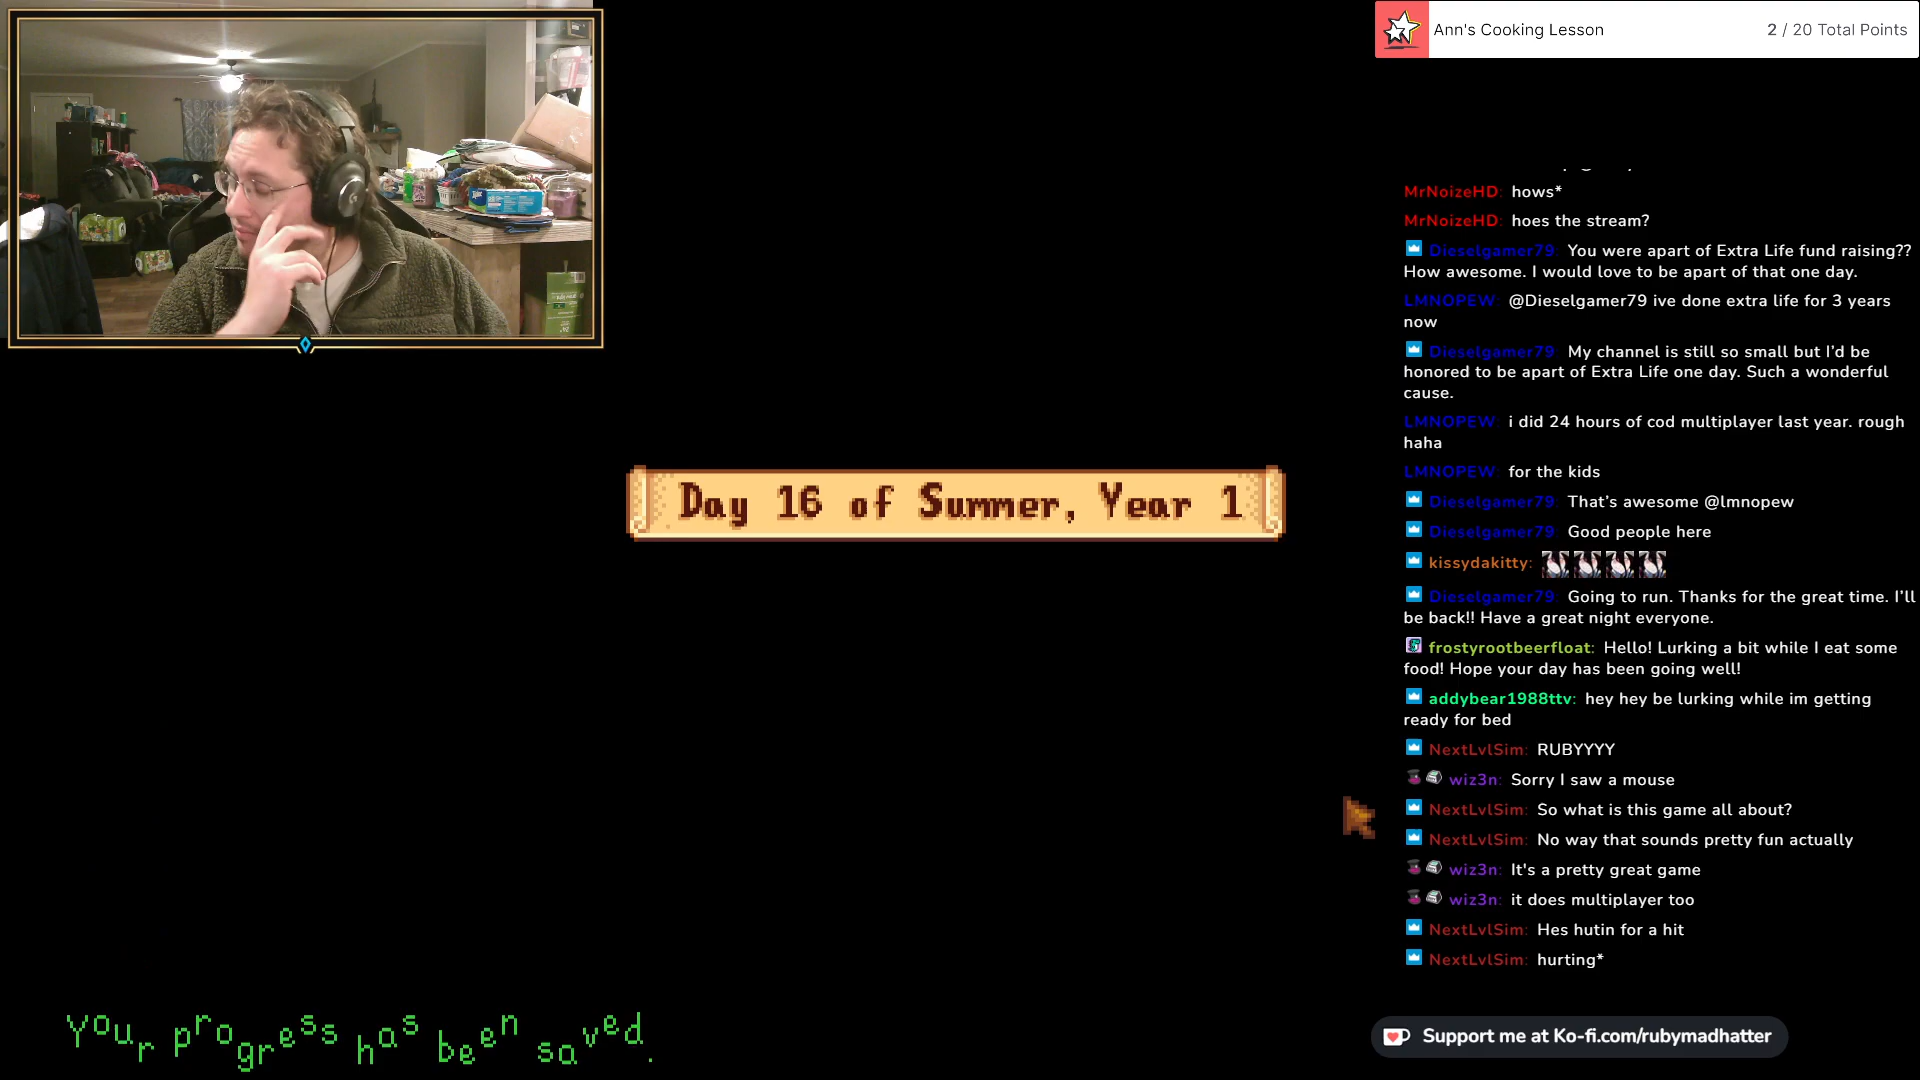 Ann's Cooking Lesson
2 / 20 Total Points
MrNoizeHD: hows*
MrNoizeHD: hoes the stream?
Dieselgamer79: You were apart of Extra Life fund raising??
How awesome. I would love to be apart of that one day.
LMNOPEW: @Dieselgamer79 ive done extra life for 3 years
now
Dieselgamer79: My channel is still so small but I'd be
honored to be apart of Extra Life one day. Such a wonderful
cause.
LMNOPEW: i did 24 hours of cod multiplayer last year. rough
haha
LMNOPEW: for the kids
Dieselgamer79: That's awesome @lmnopew
Dieselgamer79: Good people here
kissydakitty:
Dieselgamer79: Going to run. Thanks for the great time. I'll
be back!! Have a great night everyone.
frostyrootbeerfloat: Hello! Lurking a bit while I eat some
food! Hope your day has been going well!
addybear1988ttv: hey hey be lurking while im getting
ready for bed
NextLvlSim: RUBYYYY
wiz3n: Sorry I saw a mouse
NextLvlSim: So what is this game all about?
NextLvlSim: No way that sounds pretty fun actually
wiz3n: It's a pretty great game
wiz3n: it does multiplayer too
NextLvlSim: Hes hutin for a hit
NextLvlSim: hurting*
Day 16 of Summer, Year 1
Your progress has been saved.
Support me at Ko-fi.com/rubymadhatter